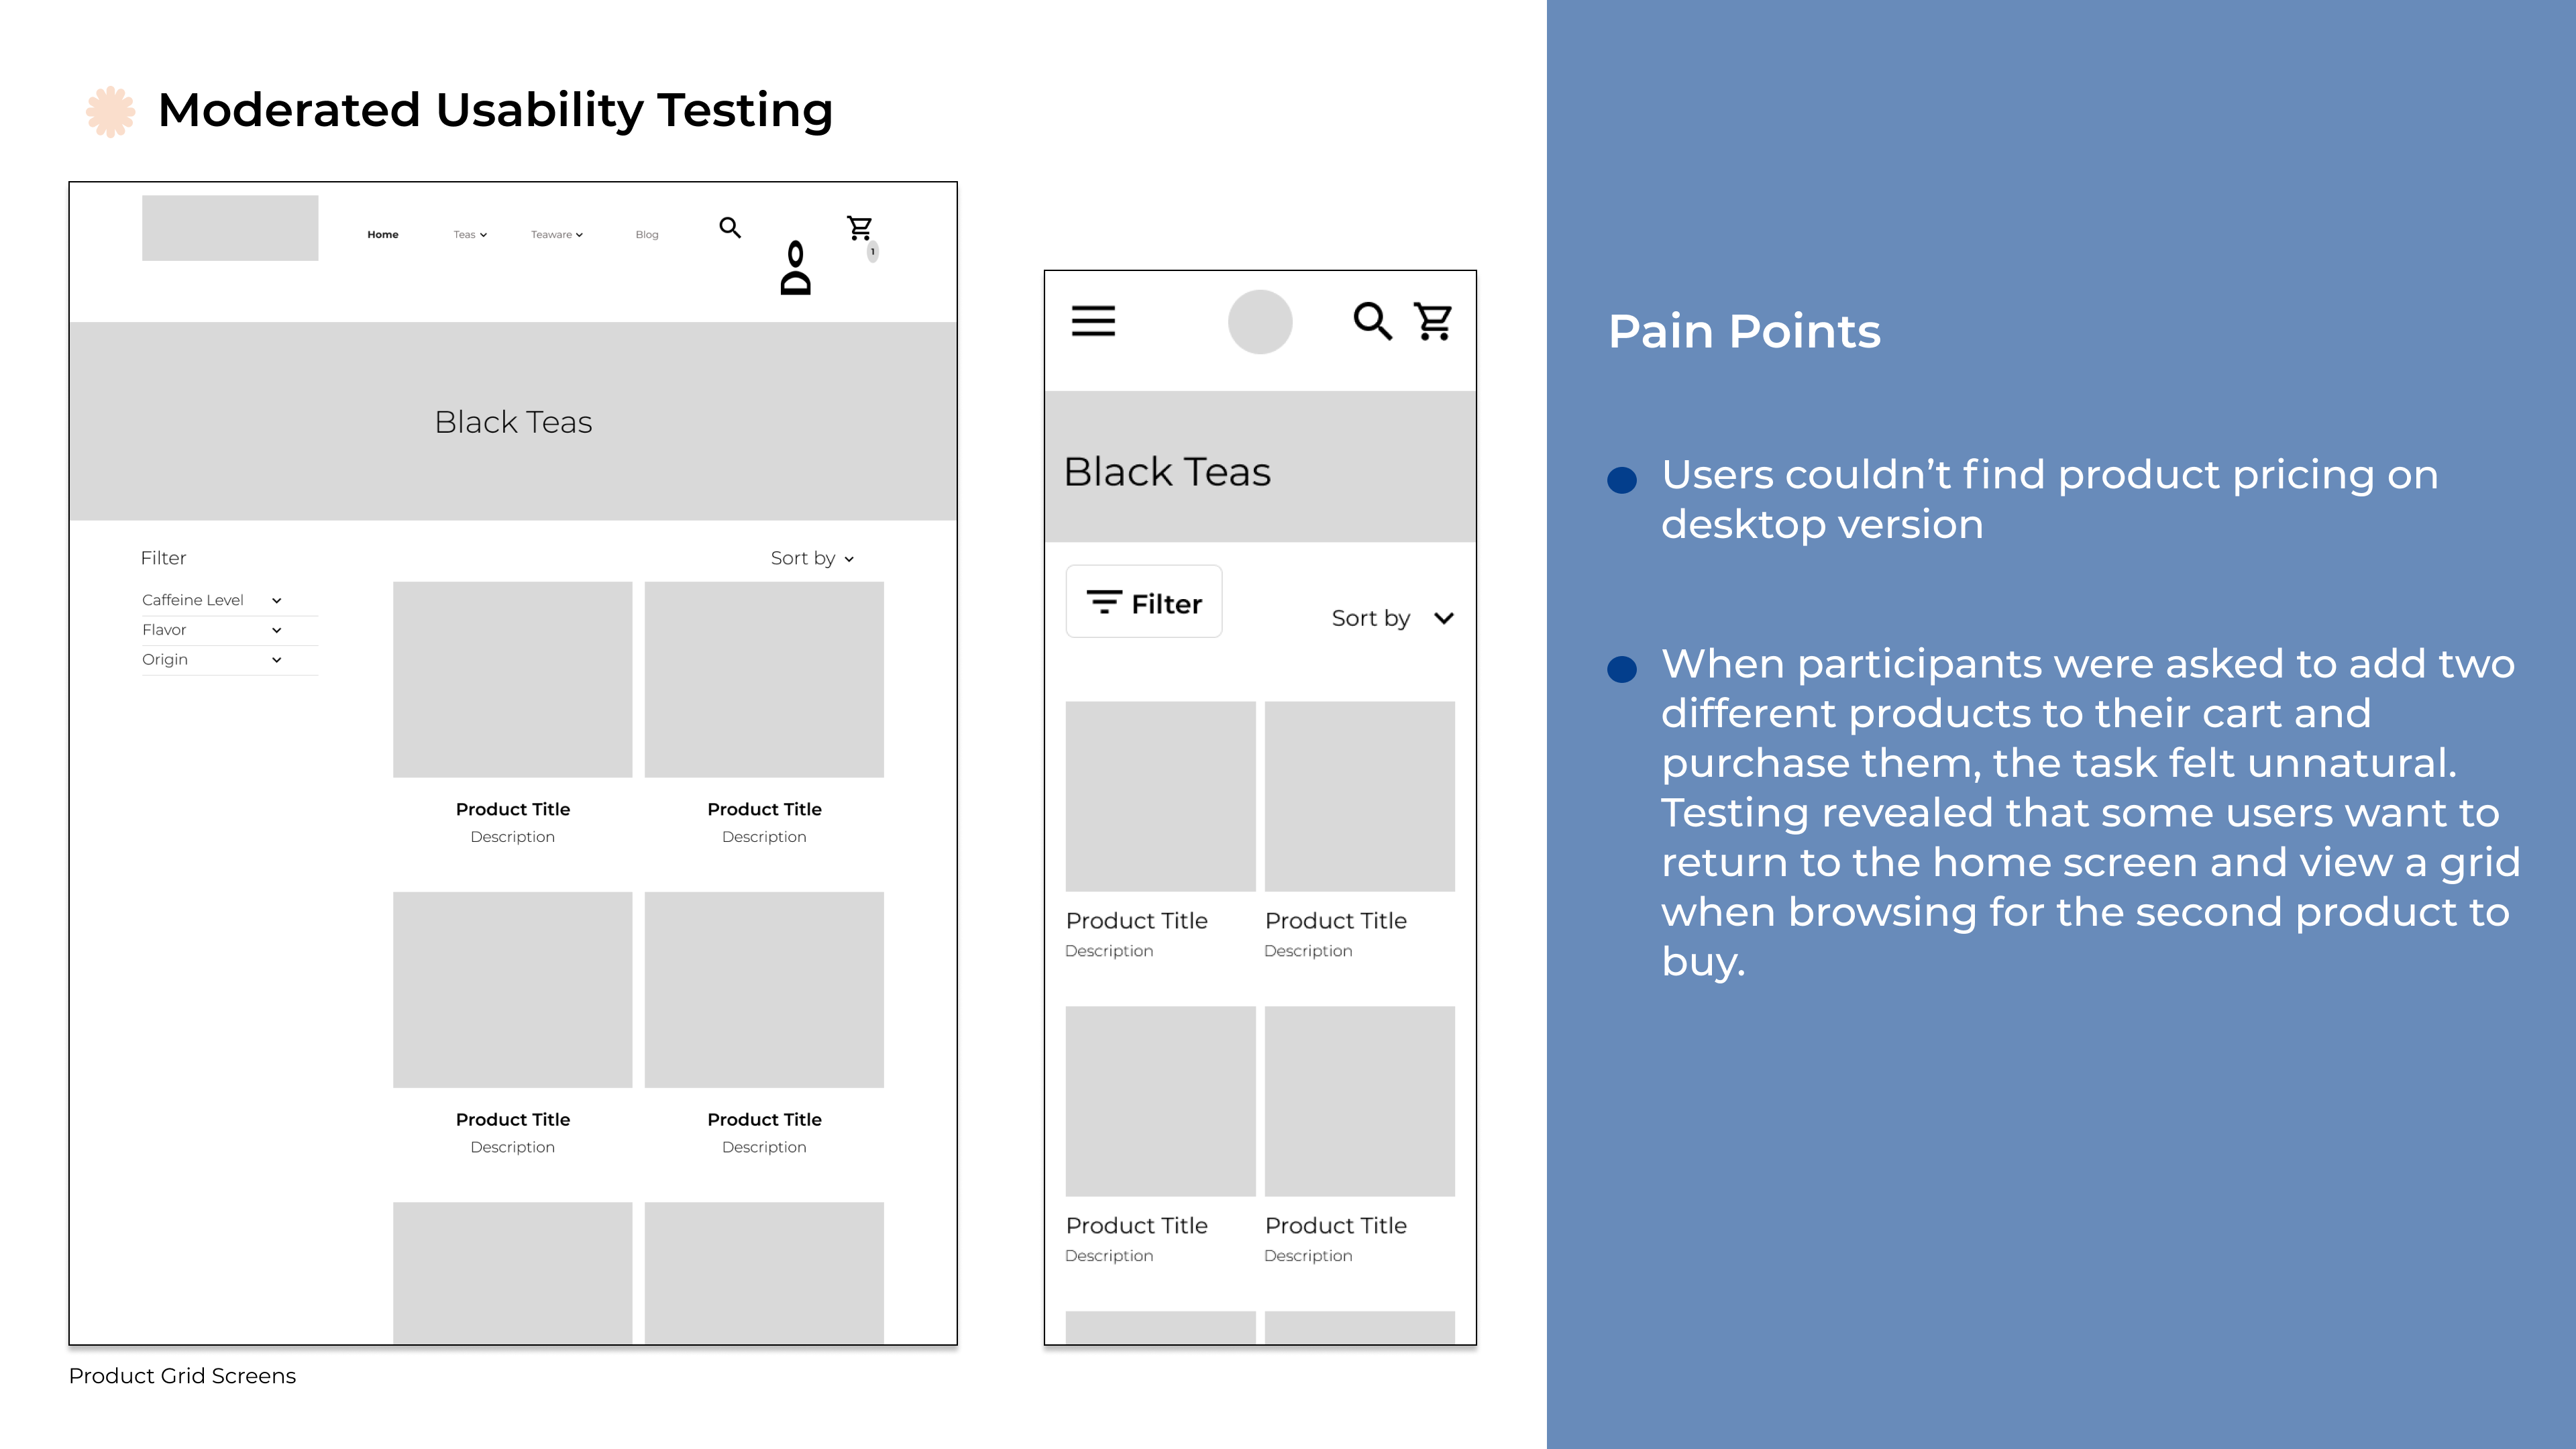 Moderated Usability Testing
Home Teas Teaware Blog
1
Black Teas
Filter Sort by
Caffeine Level
Flavor
Origin
Product Title Product Title
Description Description
Product Title Product Title
Description Description
Black Teas
Filter Sort by
Product Title Product Title
Description Description
Product Title Product Title
Description Description
Product Grid Screens
Pain Points
Users couldn’t find product pricing on
desktop version
When participants were asked to add two
different products to their cart and
purchase them, the task felt unnatural.
Testing revealed that some users want to
return to the home screen and view a grid
when browsing for the second product to
buy.